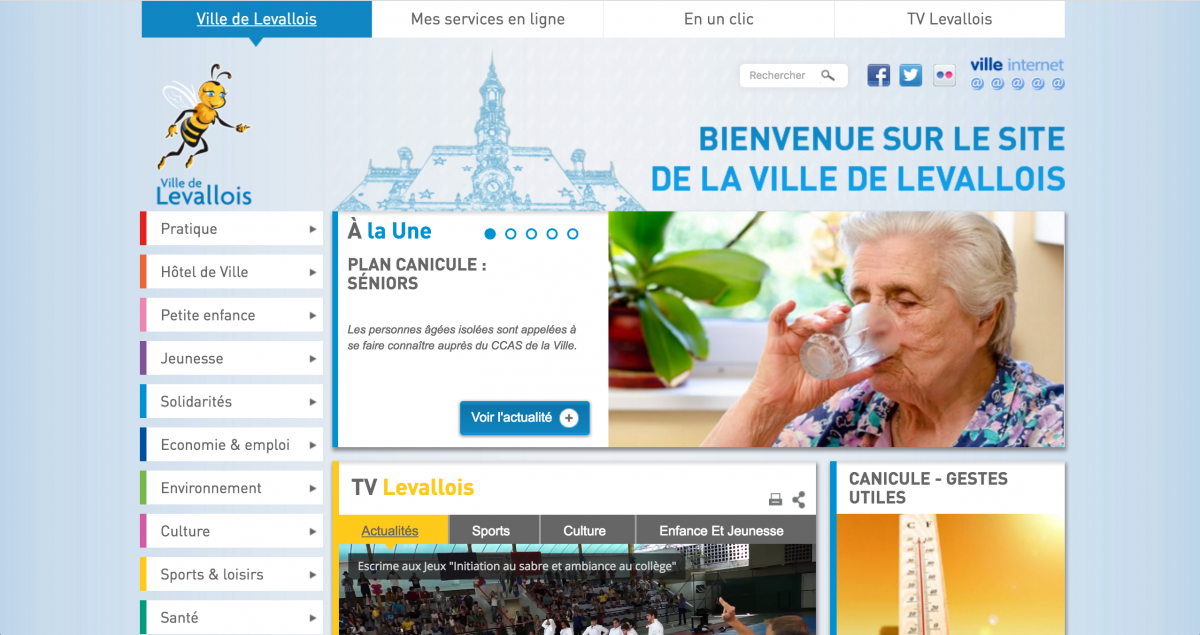 Ville de Levallois
Mes services en ligne
En un clic
TV Levallois
Rechercher
ville internet
@ @ @ @ @
BIENVENUE SUR LE SITE
DE LA VILLE DE LEVALLOIS
Ville de
Levallois
Pratique
Hôtel de Ville
Petite enfance
Jeunesse
Solidarités
Economie & emploi
Environnement
Culture
Sports & loisirs
Santé
À la Une
PLAN CANICULE :
SÉNIORS
Les personnes âgées isolées sont appelées à
se faire connaître auprès du CCAS de la Ville.
Voir l'actualité
TV Levallois
Actualités
Sports
Culture
Enfance Et Jeunesse
Escrime aux Jeux "Initiation au sabre et ambiance au collège"
CANICULE - GESTES
UTILES
C F